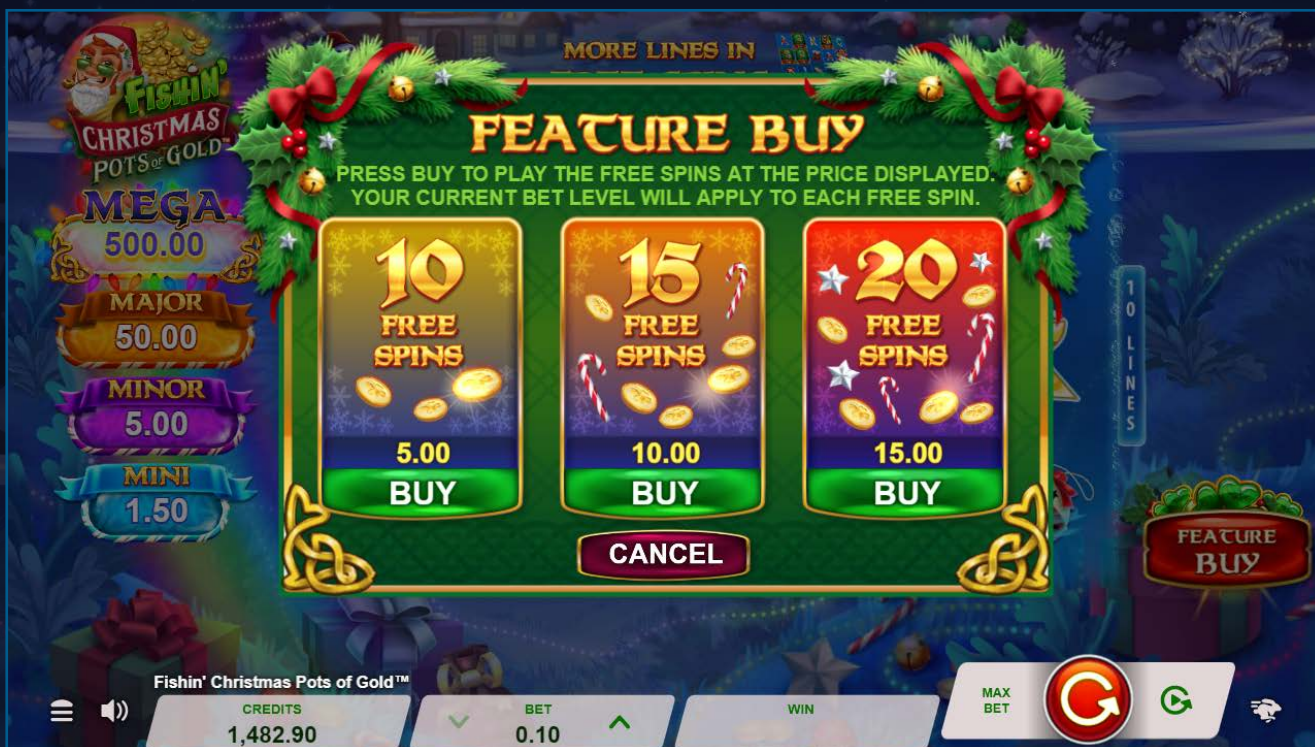 MORE LINES IN
FISHIN'
CHRISTMAS
POTS OF GOLD™
FEATURE BUY
PRESS BUY TO PLAY THE FREE SPINS AT THE PRICE DISPLAYED.
YOUR CURRENT BET LEVEL WILL APPLY TO EACH FREE SPIN.
MEGA
500.00
MAJOR
50.00
MINOR
5.00
MINI
1.50
10
FREE
SPINS
5.00
BUY
15
FREE
SPINS
10.00
BUY
20
FREE
SPINS
15.00
BUY
CANCEL
10 LINES
FEATURE
BUY
Fishin' Christmas Pots of Gold™
CREDITS
1,482.90
BET
0.10
WIN
MAX
BET